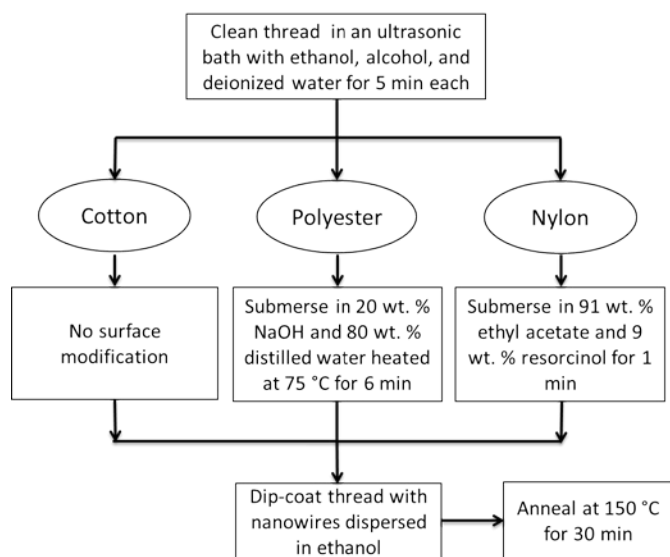 Clean thread in an ultrasonic
bath with ethanol, alcohol, and
deionized water for 5 min each
Cotton
Polyester
Nylon
No surface
modification
Submerse in 20 wt. %
NaOH and 80 wt. %
distilled water heated
at 75 °C for 6 min
Submerse in 91 wt. %
ethyl acetate and 9
wt. % resorcinol for 1
min
Dip-coat thread with
nanowires dispersed
in ethanol
Anneal at 150 °C
for 30 min